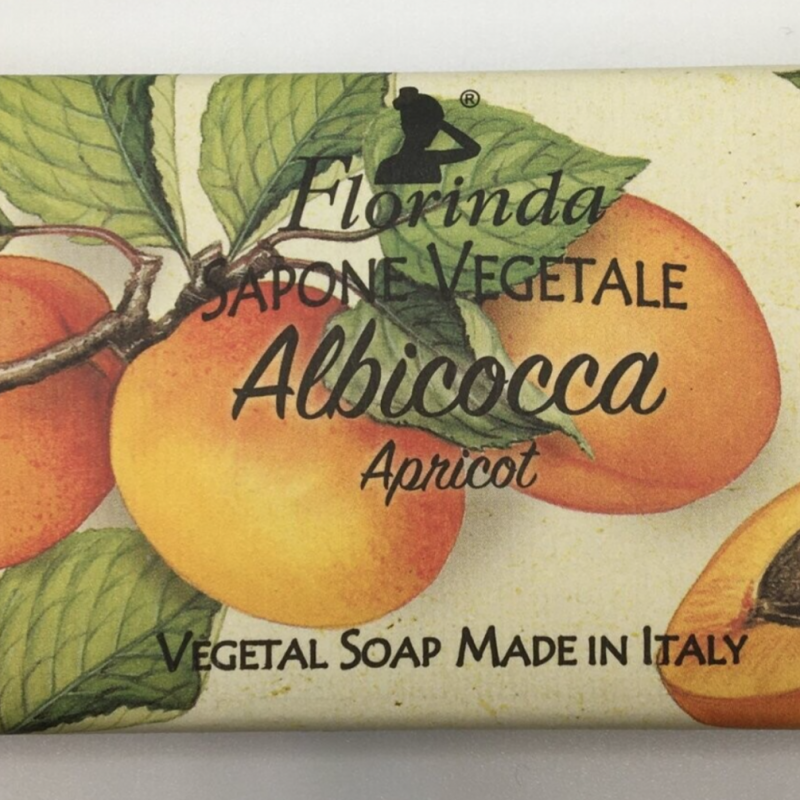 ®
Florinda
SAPONE VEGETALE
Albicocca
Apricot
VEGETAL SOAP MADE IN ITALY